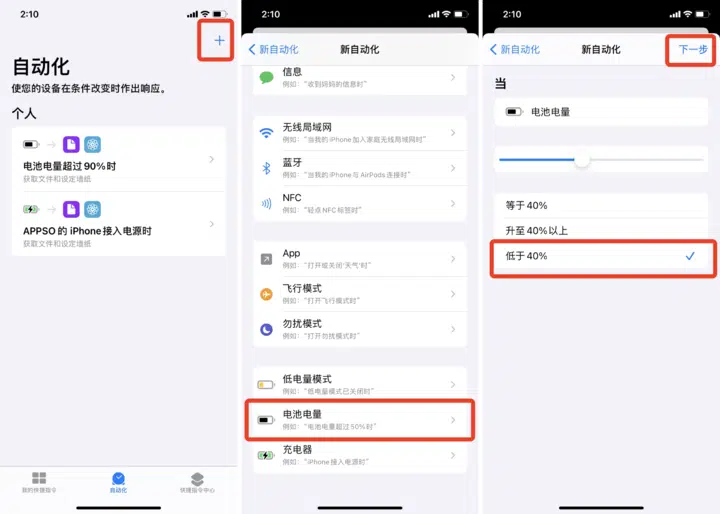 2:10
自动化
使您的设备在条件改变时作出响应。
个人
电池电量超过90%时
获取文件和设定墙纸
APPSO 的 iPhone 接入电源时
获取文件和设定墙纸
我的快捷指令
自动化
快捷指令中心
2:10
新自动化
新自动化
信息
例如：“收到妈妈的信息时”
无线局域网
例如：“当我的 iPhone 加入家庭无线局域网时”
蓝牙
例如：“当我的 iPhone 与 AirPods 连接时”
NFC
例如：“轻点 NFC 标签时”
App
例如：“打开或关闭‘天气’时”
飞行模式
例如：“打开飞行模式时”
勿扰模式
例如：“打开勿扰模式时”
低电量模式
例如：“低电量模式已关闭时”
电池电量
例如：“电池电量超过 50% 时”
充电器
例如：“iPhone 接入电源时”
2:10
新自动化
新自动化
下一步
当
电池电量
等于 40%
升至 40% 以上
低于 40%